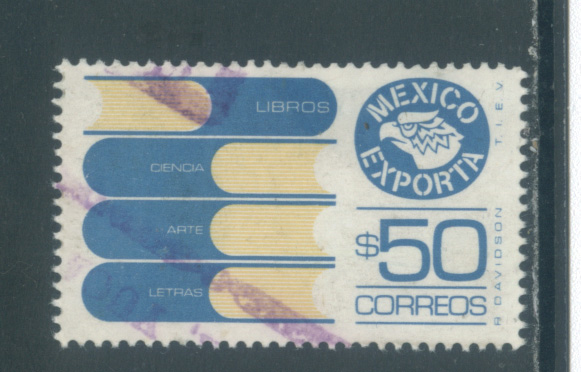 LIBROS
CIENCIA
ARTE
LETRAS
MEXICO
EXPORTA
$50
CORREOS
T.I.E.V.
R DAVIDSON